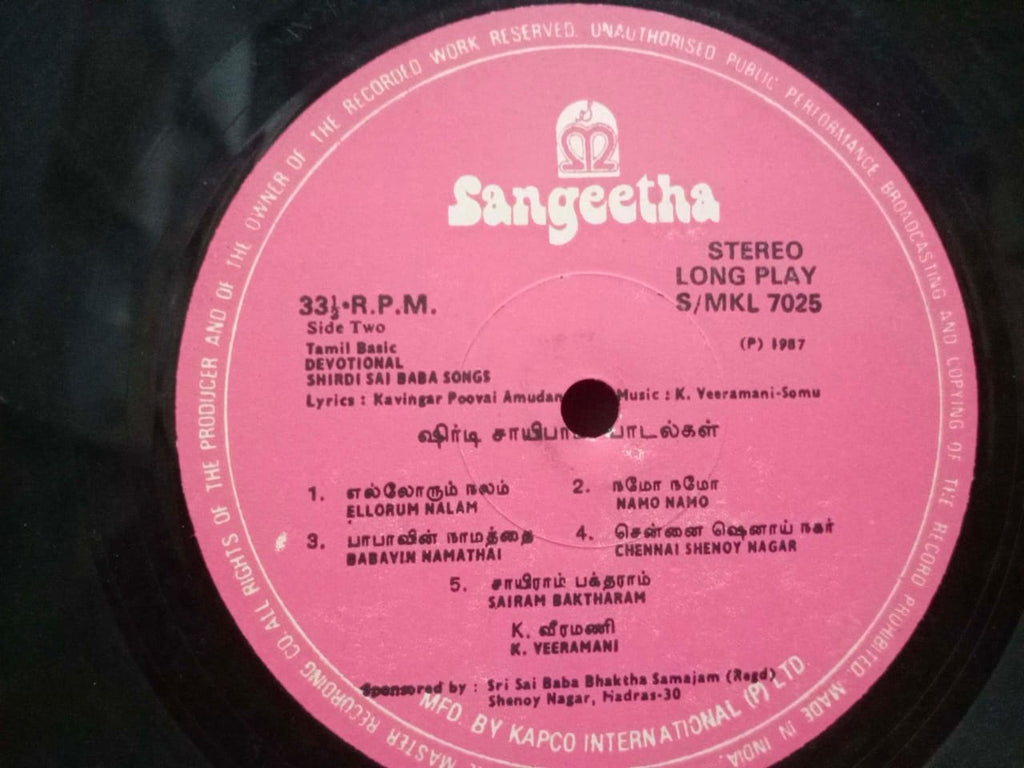 MASTER RECORDING CO. ALL RIGHTS OF THE PRODUCER AND OF THE OWNER OF THE RECORDED WORK RESERVED. UNAUTHORISED PUBLIC PERFORMANCE BROADCASTING AND COPYING OF THE RECORD PROHIBITED. MADE IN INDIA.
Sangeetha
STEREO
LONG PLAY
S/MKL 7025
33⅓•R.P.M.
Side Two
(P) 1987
Tamil Basic
DEVOTIONAL
SHIRDI SAI BABA SONGS
Lyrics : Kavingar Poovai Amudan Music : K. Veeramani-Somu
ஷிர்டி சாயிபாபா பாடல்கள்
1. எல்லோரும் நலம்
ELLORUM NALAM
2. நமோ நமோ
NAMO NAMO
3. பாபாவின் நாமத்தை
BABAVIN NAMATHAI
4. சென்னை ஷெனாய் நகர்
CHENNAI SHENOY NAGAR
5. சாயிராம் பக்தராம்
SAIRAM BAKTHARAM
K. வீரமணி
K. VEERAMANI
Sponsored by : Sri Sai Baba Bhaktha Samajam (Regd)
Shenoy Nagar, Madras-30
MFD. BY KAPCO INTERNATIONAL (P) LTD